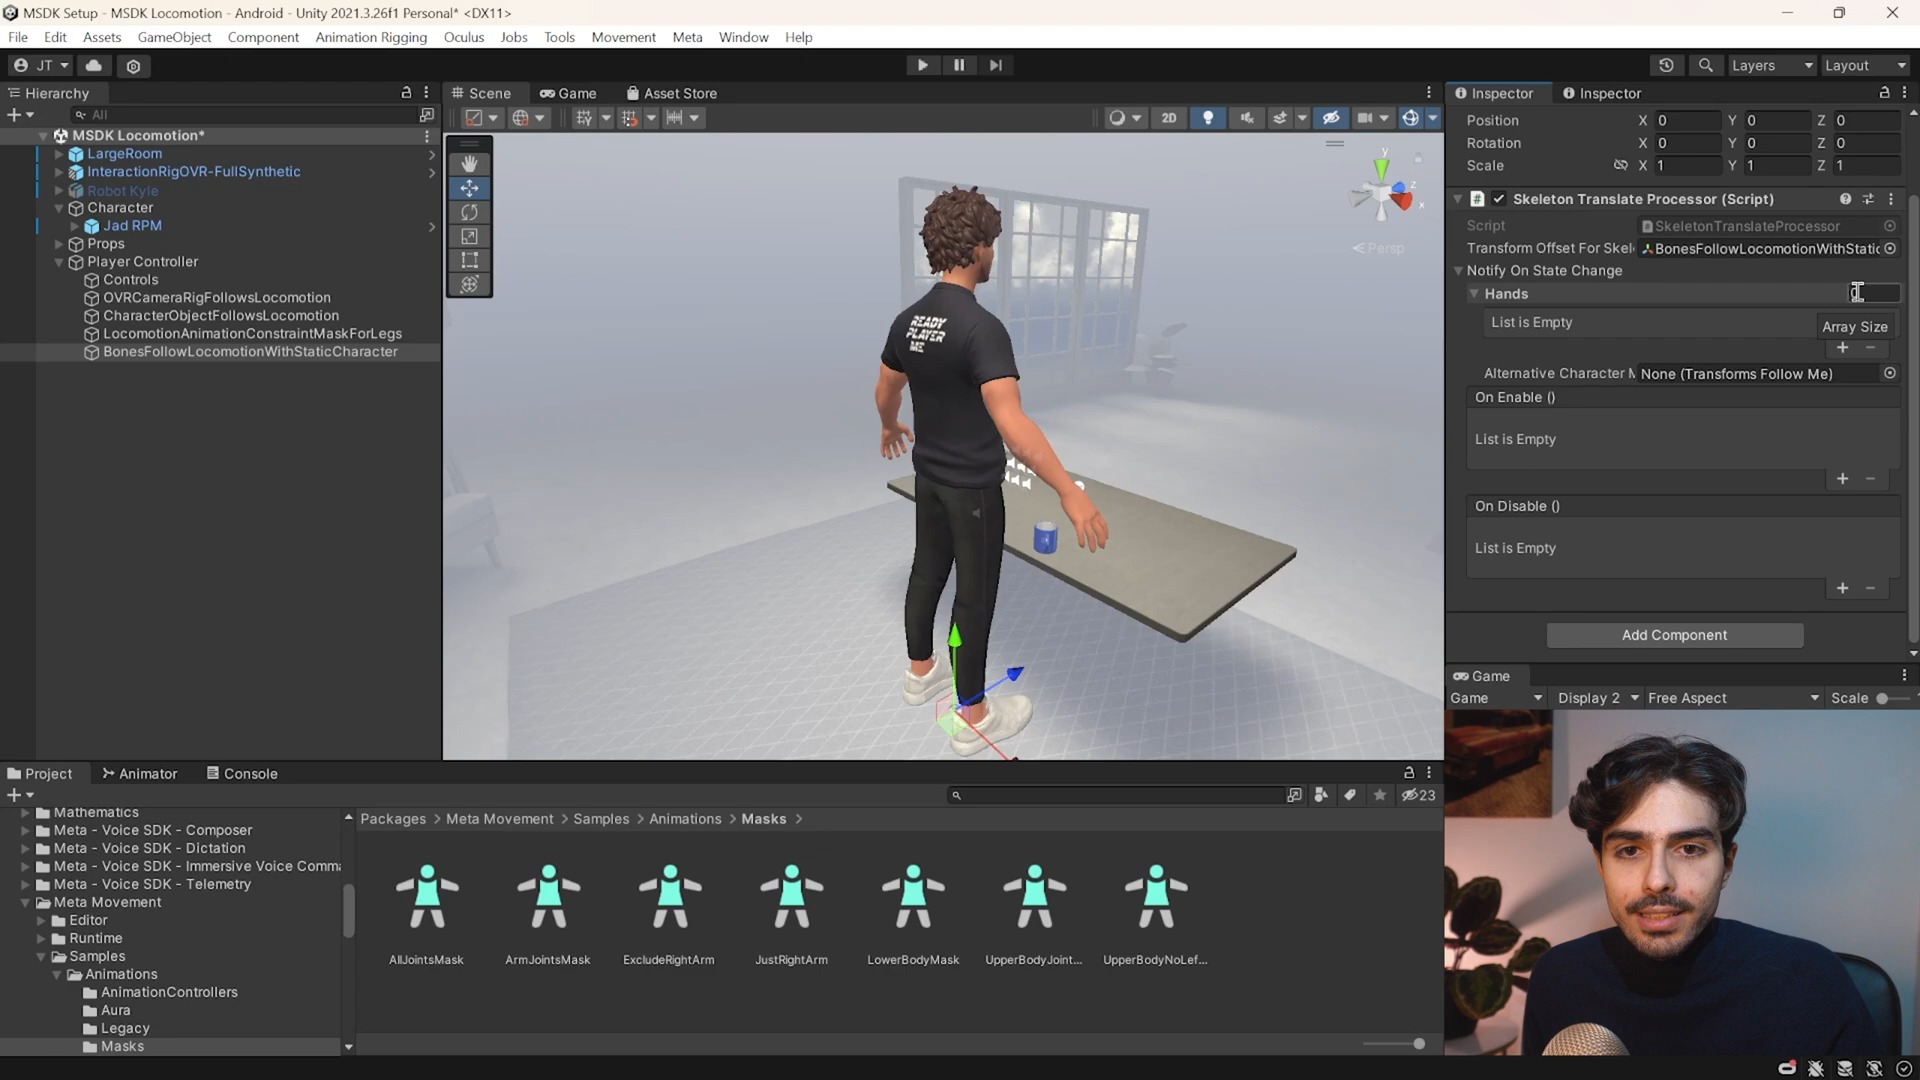 MSDK Setup - MSDK Locomotion - Android - Unity 2021.3.26f1 Personal* <DX11>
File Edit Assets GameObject Component Animation Rigging Oculus Jobs Tools Movement Meta Window Help
JT Layers Layout
Hierarchy
All
MSDK Locomotion*
LargeRoom
InteractionRigOVR-FullSynthetic
Robot Kyle
Character
Jad RPM
Props
Player Controller
Controls
OVRCameraRigFollowsLocomotion
CharacterObjectFollowsLocomotion
LocomotionAnimationConstraintMaskForLegs
BonesFollowLocomotionWithStaticCharacter
Scene Game Asset Store
2D
y
z
x
Persp
READY
PLAYER
ME
Inspector Inspector
Position X 0 Y 0 Z 0
Rotation X 0 Y 0 Z 0
Scale X 1 Y 1 Z 1
Skeleton Translate Processor (Script)
Script SkeletonTranslateProcessor
Transform Offset For Skel BonesFollowLocomotionWithStatic
Notify On State Change
Hands
List is Empty
Array Size
Alternative Character M None (Transforms Follow Me)
On Enable ()
List is Empty
On Disable ()
List is Empty
Add Component
Game
Game Display 2 Free Aspect Scale
Project Animator Console
23
Mathematics
Meta - Voice SDK - Composer
Meta - Voice SDK - Dictation
Meta - Voice SDK - Immersive Voice Comma
Meta - Voice SDK - Telemetry
Meta Movement
Editor
Runtime
Samples
Animations
AnimationControllers
Aura
Legacy
Masks
Packages > Meta Movement > Samples > Animations > Masks >
AllJointsMask ArmJointsMask ExcludeRightArm JustRightArm LowerBodyMask UpperBodyJoint... UpperBodyNoLef...